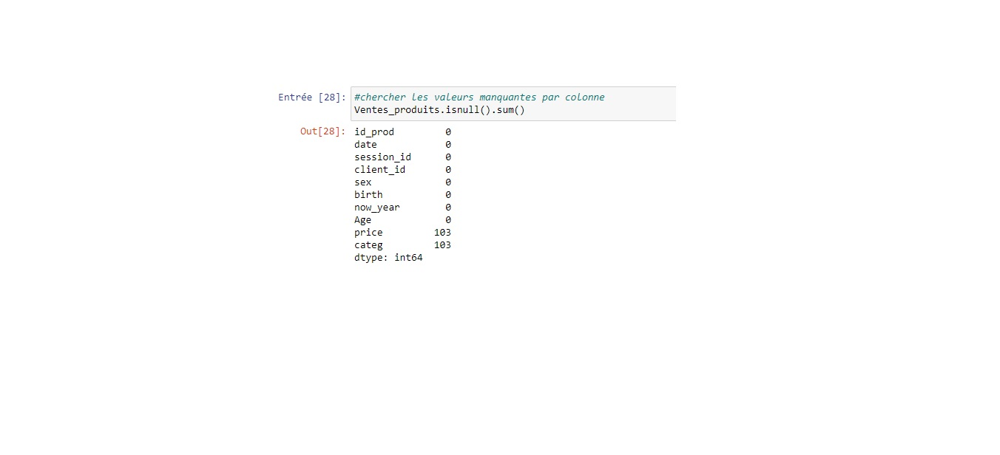 Entrée [28]: #chercher les valeurs manquantes par colonne
Ventes_produits.isnull().sum()
Out[28]: id_prod 0
date 0
session_id 0
client_id 0
sex 0
birth 0
now_year 0
Age 0
price 103
categ 103
dtype: int64